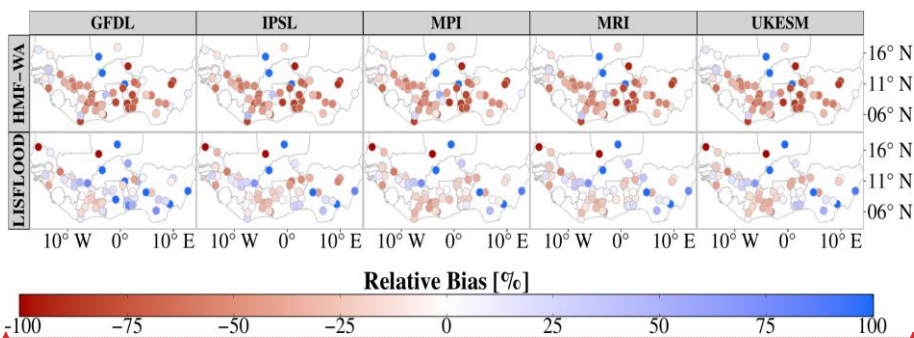 GFDL IPSL MPI MRI UKESM
HMF-WA
16° N
11° N
06° N
LISFLOOD
16° N
11° N
06° N
10° W 0° 10° E 10° W 0° 10° E 10° W 0° 10° E 10° W 0° 10° E 10° W 0° 10° E
Relative Bias [%]
-100 −75 −50 −25 0 25 50 75 100